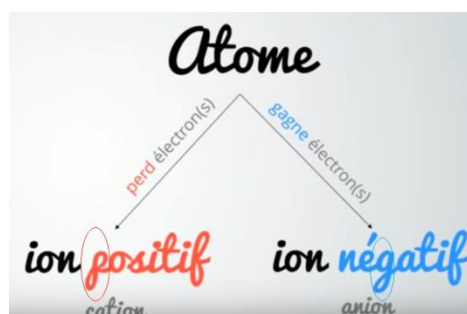 Atome
perd électron(s)
gagne électron(s)
ion positif
ion négatif
cation
anion